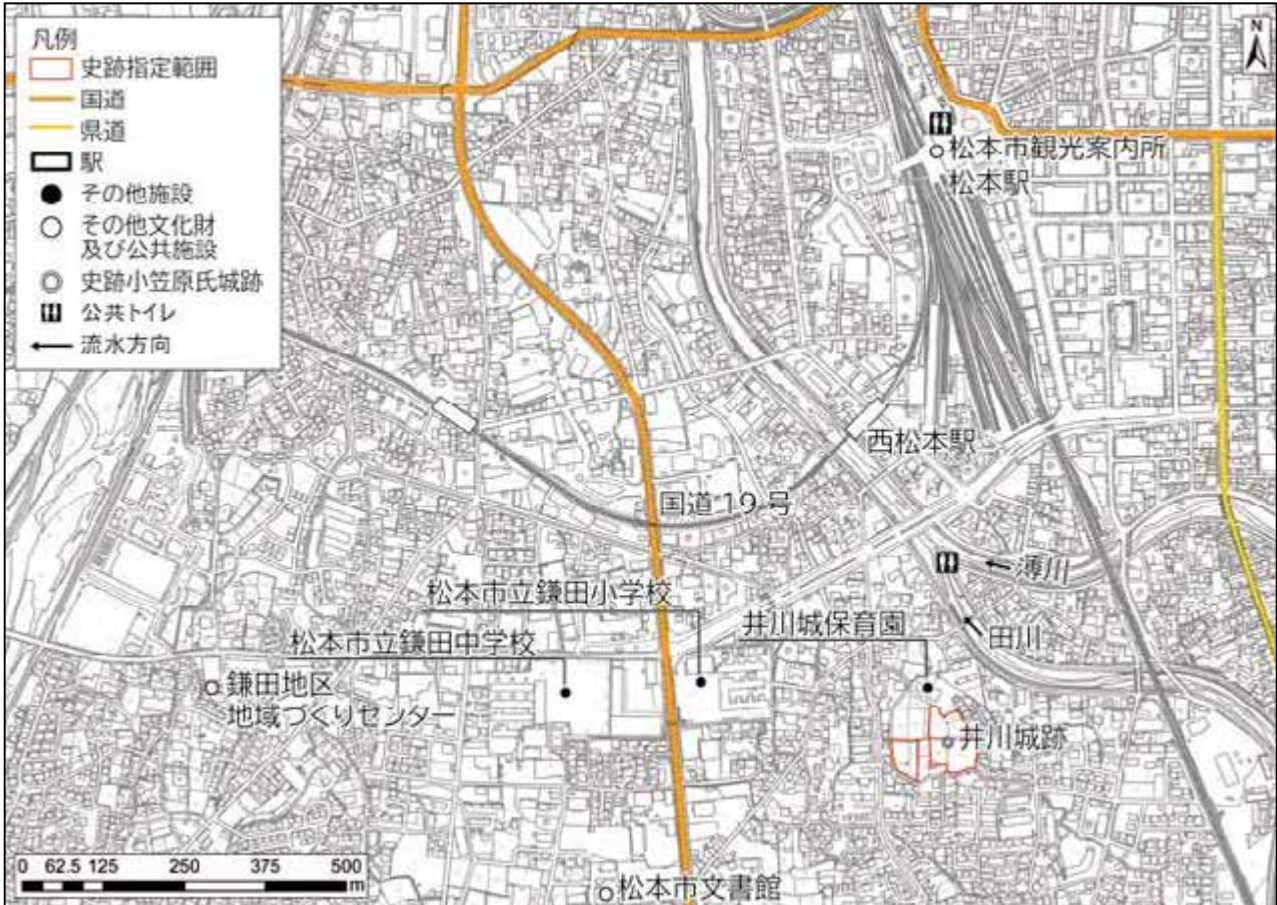 凡例
史跡指定範囲
国道
県道
駅
その他施設
その他文化財
及び公共施設
史跡小笠原氏城跡
公共トイレ
流水方向
N
松本市観光案内所
松本駅
西松本駅
国道 19 号
薄川
松本市立鎌田小学校
井川城保育園
田川
松本市立鎌田中学校
鎌田地区
地域づくりセンター
井川城跡
0 62.5 125 250 375 500
m
松本市文書館